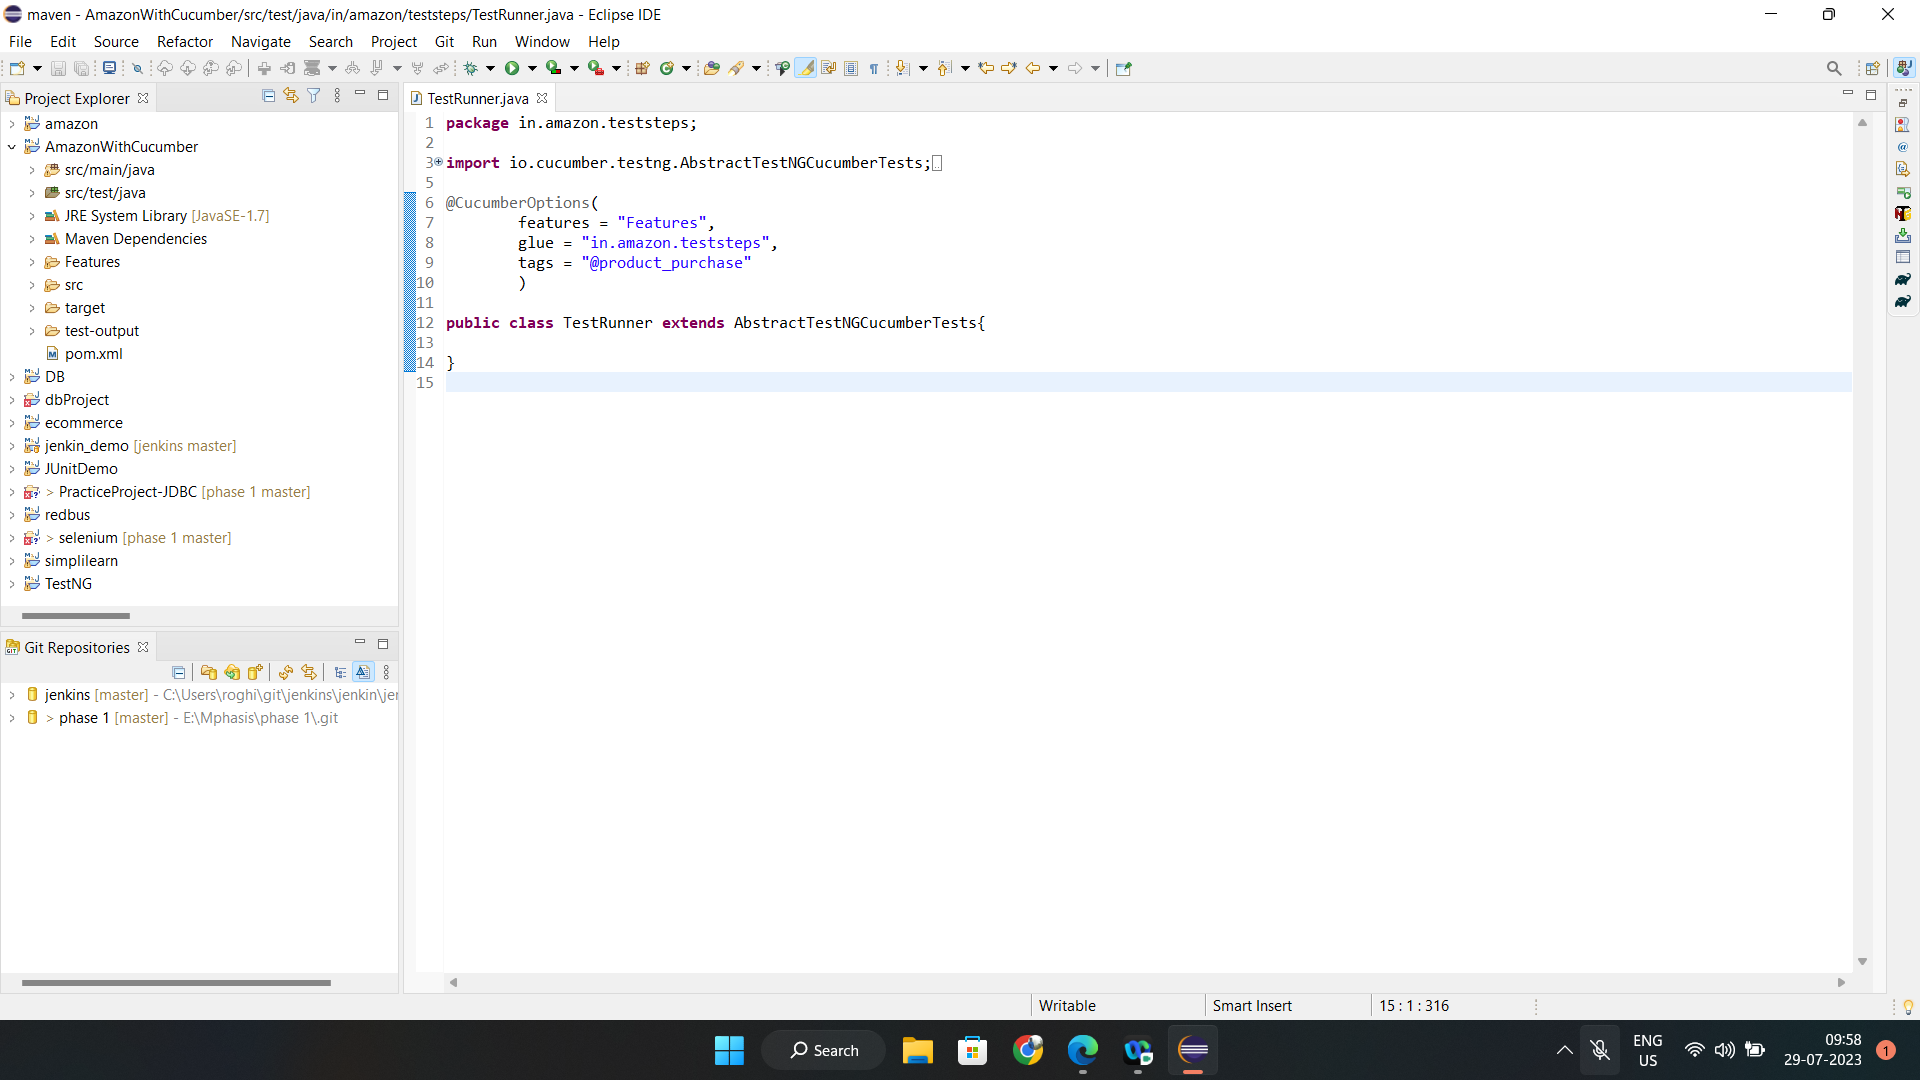 maven - AmazonWithCucumber/src/test/java/in/amazon/teststeps/TestRunner.java - Eclipse IDE
File Edit Source Refactor Navigate Search Project Git Run Window Help
Project Explorer
amazon
AmazonWithCucumber
src/main/java
src/test/java
JRE System Library [JavaSE-1.7]
Maven Dependencies
Features
src
target
test-output
pom.xml
DB
dbProject
ecommerce
jenkin_demo [jenkins master]
JUnitDemo
> PracticeProject-JDBC [phase 1 master]
redbus
> selenium [phase 1 master]
simplilearn
TestNG
Git Repositories
jenkins [master] - C:\Users\roghi\git\jenkins\jenkin\jer
> phase 1 [master] - E:\Mphasis\phase 1\.git
TestRunner.java
1 package in.amazon.teststeps;
2
3 import io.cucumber.testng.AbstractTestNGCucumberTests;
5
6 @CucumberOptions(
7 features = "Features",
8 glue = "in.amazon.teststeps",
9 tags = "@product_purchase"
10 )
11
12 public class TestRunner extends AbstractTestNGCucumberTests{
13
14 }
15
Writable Smart Insert 15 : 1 : 316
Search
ENG
US
09:58
29-07-2023
1